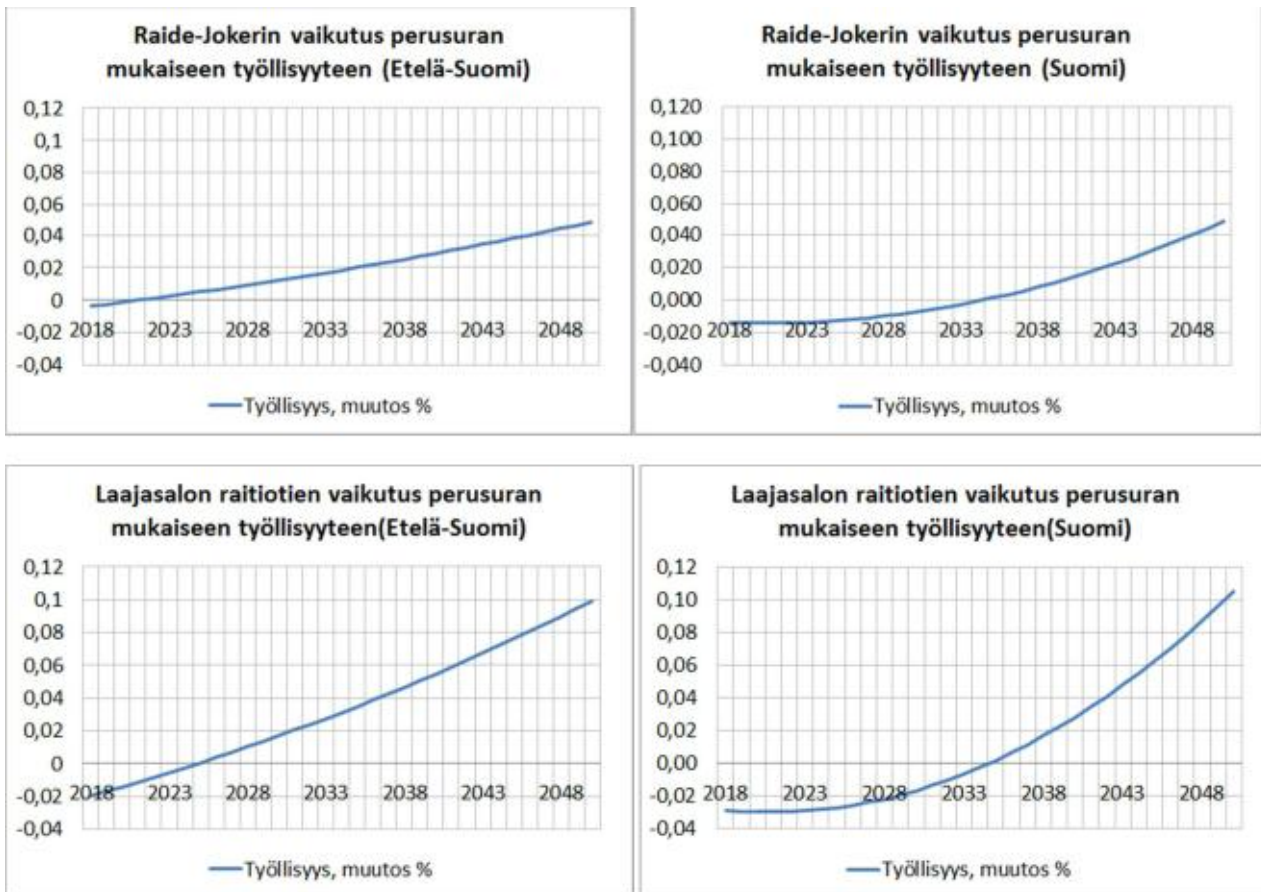 Raide-Jokerin vaikutus perusuran
mukaiseen työllisyyteen (Etelä-Suomi)
0,12
0,1
0,08
0,06
0,04
0,02
0
-0,02
-0,04
2018 2023 2028 2033 2038 2043 2048
Työllisyys, muutos %
Raide-Jokerin vaikutus perusuran
mukaiseen työllisyyteen (Suomi)
0,120
0,100
0,080
0,060
0,040
0,020
0,000
-0,020
-0,040
2018 2023 2028 2033 2038 2043 2048
Työllisyys, muutos %
Laajasalon raitiotien vaikutus perusuran
mukaiseen työllisyyteen(Etelä-Suomi)
0,12
0,1
0,08
0,06
0,04
0,02
0
-0,02
-0,04
2018 2023 2028 2033 2038 2043 2048
Työllisyys, muutos %
Laajasalon raitiotien vaikutus perusuran
mukaiseen työllisyyteen(Suomi)
0,12
0,10
0,08
0,06
0,04
0,02
0,00
-0,02
-0,04
2018 2023 2028 2033 2038 2043 2048
Työllisyys, muutos %